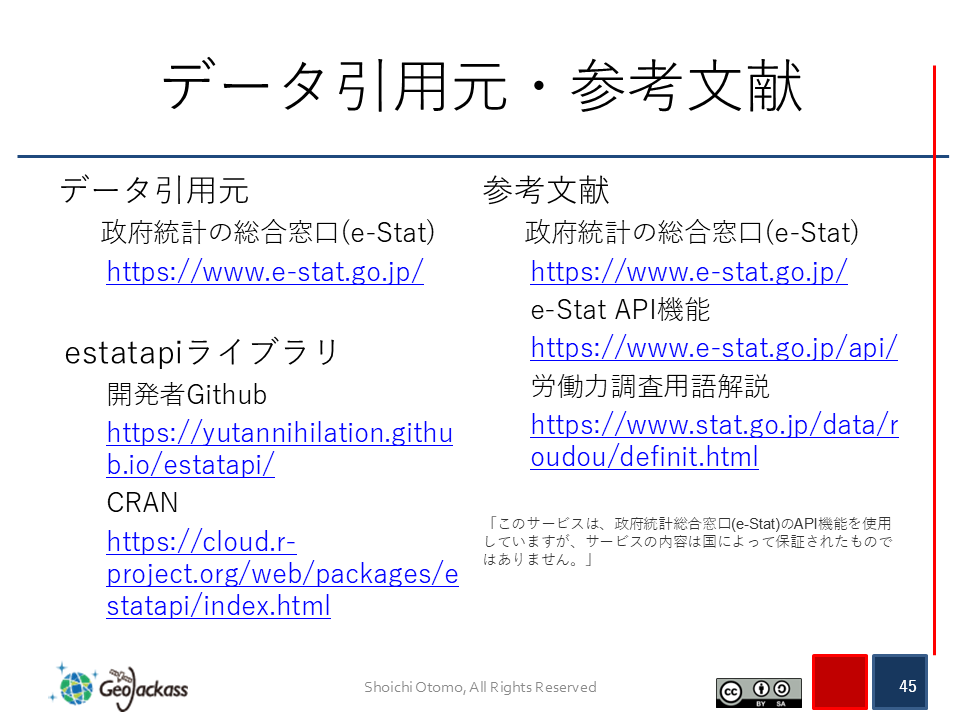 データ引用元・参考文献
データ引用元
政府統計の総合窓口(e-Stat)
https://www.e-stat.go.jp/
estatapiライブラリ
開発者Github
https://yutannihilation.githu
b.io/estatapi/
CRAN
https://cloud.r-
project.org/web/packages/e
statapi/index.html
参考文献
政府統計の総合窓口(e-Stat)
https://www.e-stat.go.jp/
e-Stat API機能
https://www.e-stat.go.jp/api/
労働力調査用語解説
https://www.stat.go.jp/data/r
oudou/definit.html
「このサービスは、政府統計総合窓口(e-Stat)のAPI機能を使用
していますが、サービスの内容は国によって保証されたもので
はありません。」
GeoJackass
Shoichi Otomo, All Rights Reserved
cc
BY SA
45